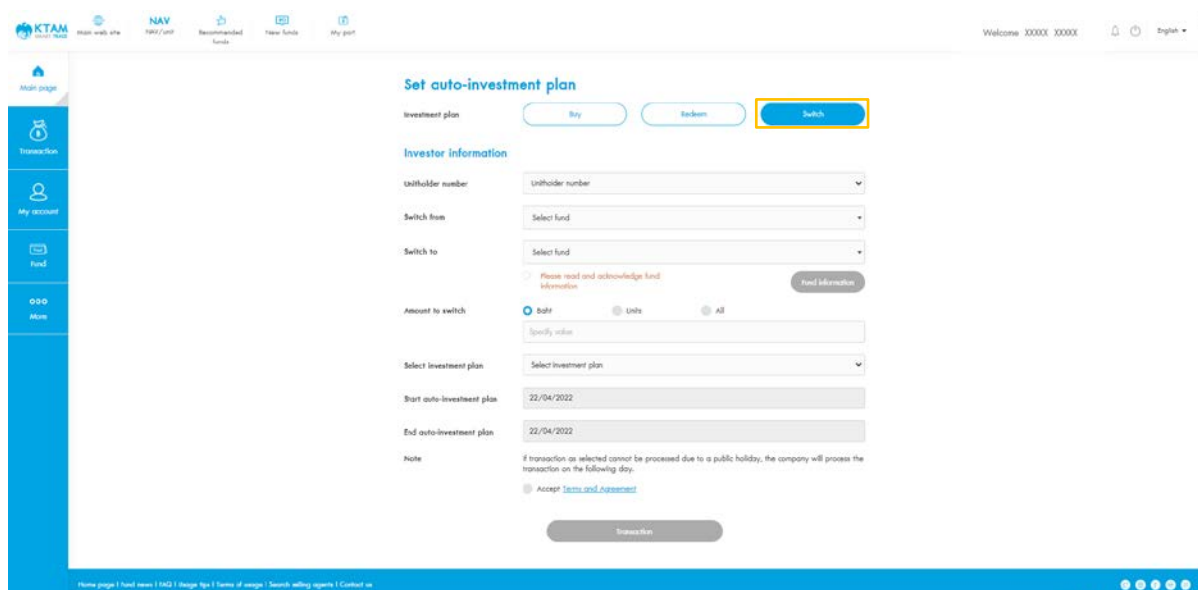 KTAM
SMART TRADE
Main web site
NAV
NAV/unit
Recommended
funds
New funds
My port
Welcome XXXXX XXXXX
English
Main page
Transaction
My account
Fund
More
Set auto-investment plan
Investment plan
Buy
Redeem
Switch
Investor information
Unitholder number
Unitholder number
Switch from
Select fund
Switch to
Select fund
Please read and acknowledge fund
information
Fund information
Amount to switch
Baht
Units
All
Specify value
Select investment plan
Select investment plan
Start auto-investment plan
22/04/2022
End auto-investment plan
22/04/2022
Note
If transaction as selected cannot be processed due to a public holiday, the company will process the
transaction on the following day.
Accept Terms and Agreement
Transaction
Home page | Fund news | FAQ | Usage tips | Terms of usage | Search selling agents | Contact us